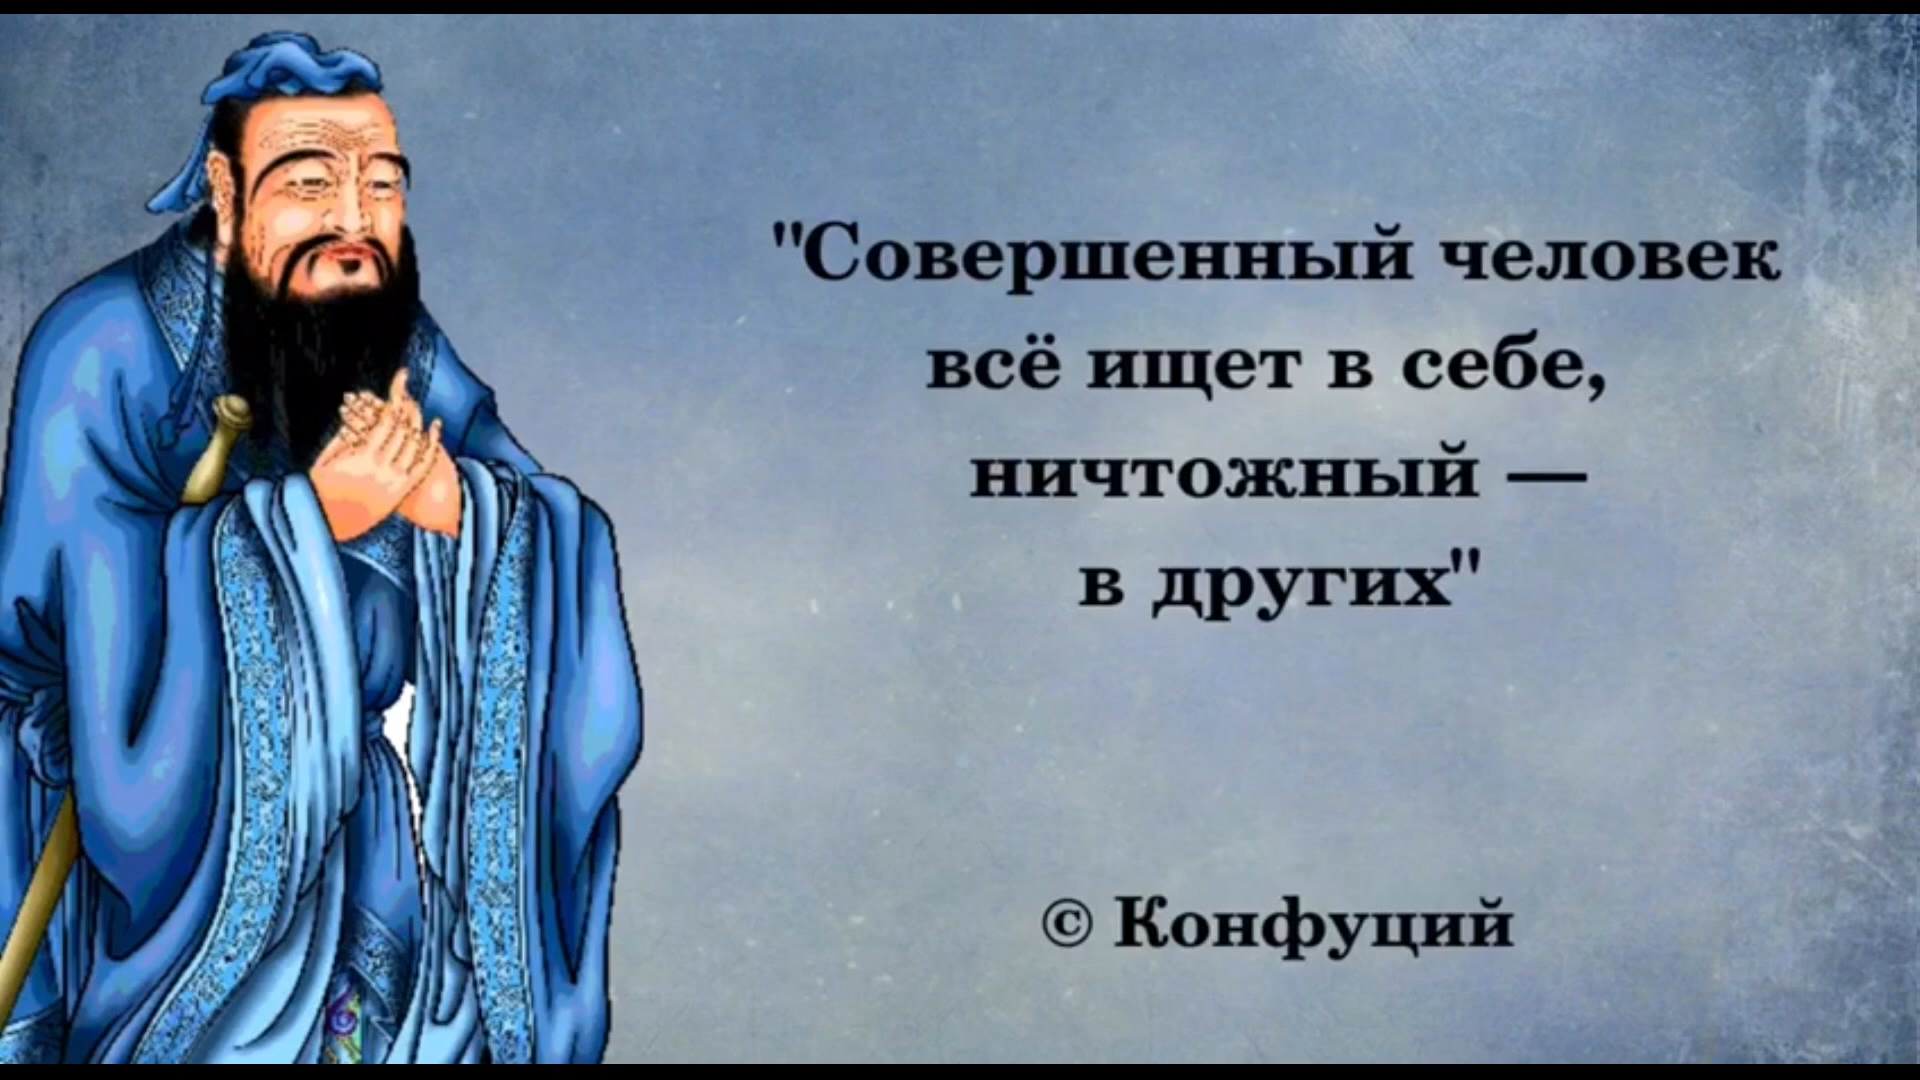 "Совершенный человек
всё ищет в себе,
ничтожный —
в других"
© Конфуций